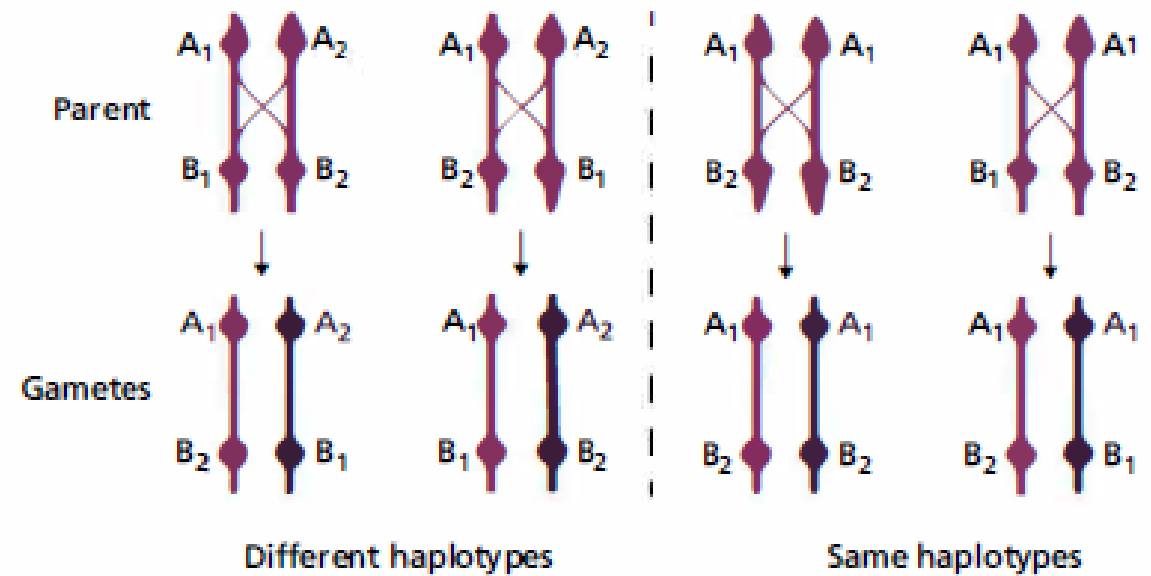 A1 A2 A1 A2 A1 A1 A1 A1
Parent
B1 B2 B2 B1 B2 B2 B1 B2
A1 A2 A1 A2 A1 A1 A1 A1
Gametes
B2 B1 B1 B2 B2 B2 B2 B1
Different haplotypes Same haplotypes